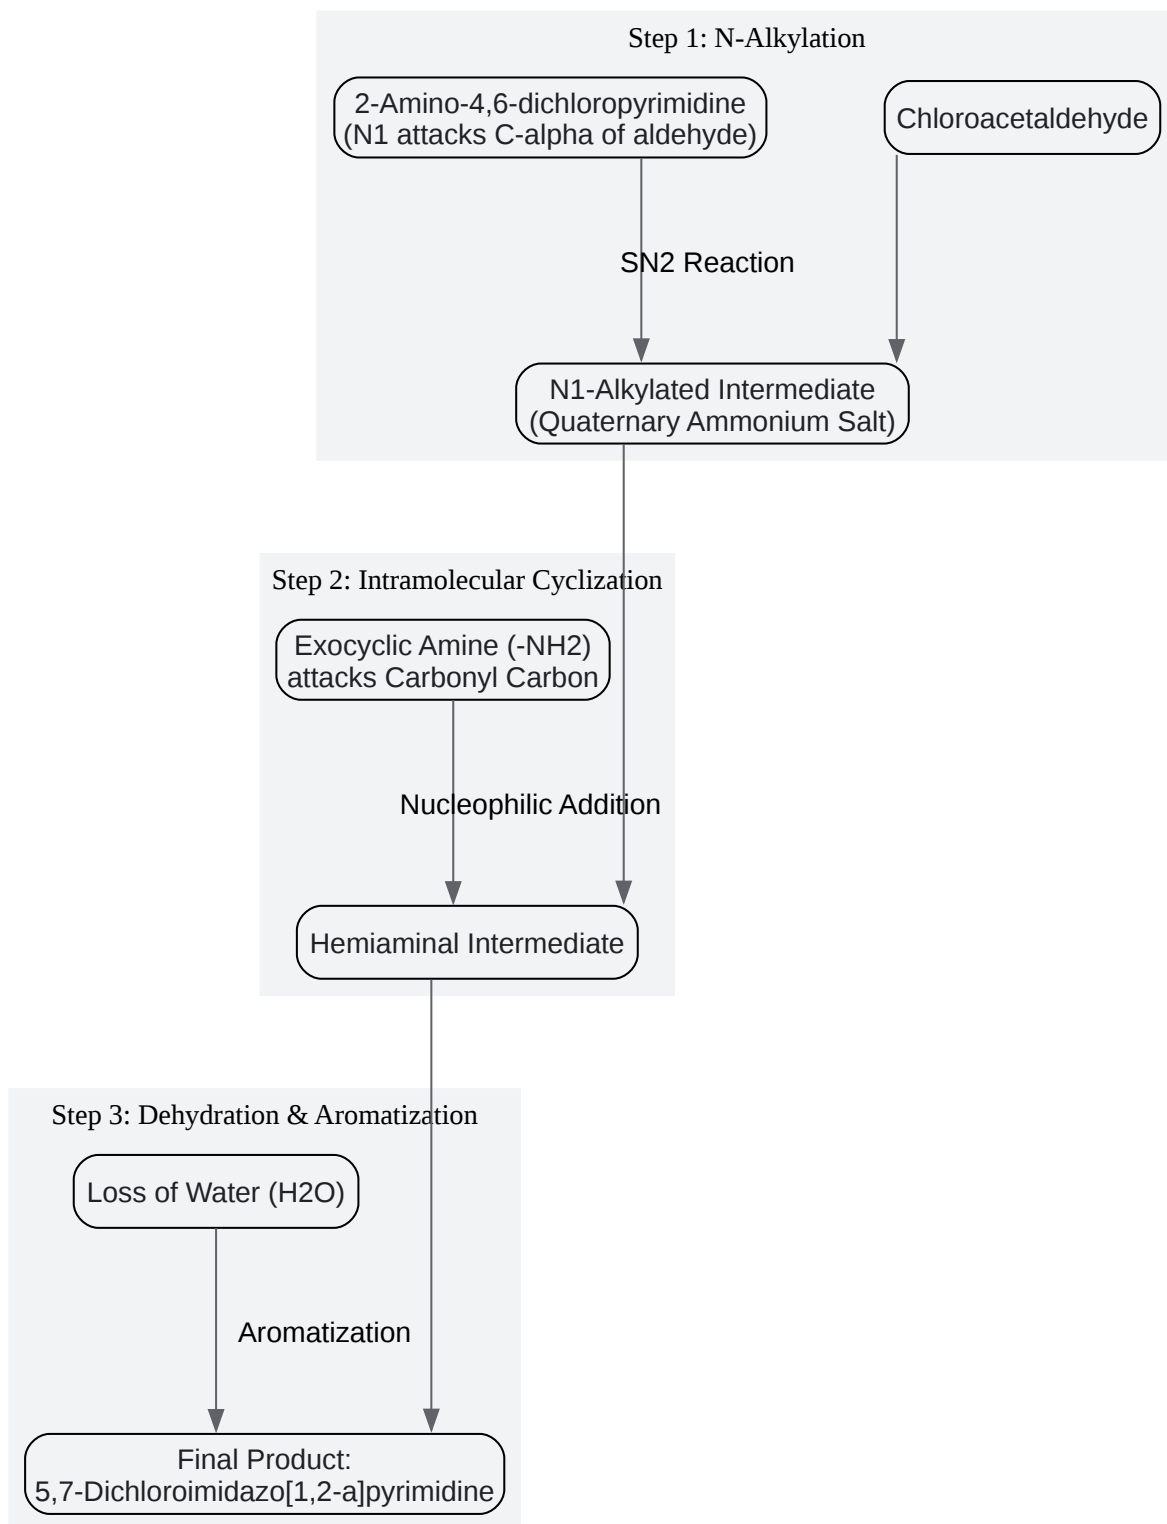 Step 1: N-Alkylation
2-Amino-4,6-dichloropyrimidine
(N1 attacks C-alpha of aldehyde)
Chloroacetaldehyde
SN2 Reaction
N1-Alkylated Intermediate
(Quaternary Ammonium Salt)
Step 2: Intramolecular Cyclization
Exocyclic Amine (-NH2)
attacks Carbonyl Carbon
Nucleophilic Addition
Hemiaminal Intermediate
Step 3: Dehydration & Aromatization
Loss of Water (H2O)
Aromatization
Final Product:
5,7-Dichloroimidazo[1,2-a]pyrimidine